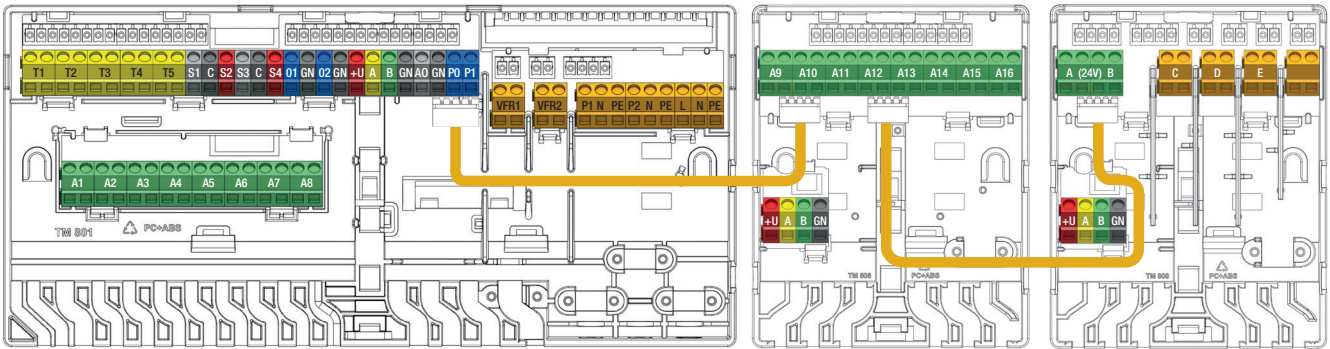 T1 T2 T3 T4 T5 S1 C S2 S3 C S4 O1 GN O2 GN +U A B GN AO GN P0 P1
VFR1 VFR2 P1 N PE P2 N PE L N PE
A1 A2 A3 A4 A5 A6 A7 A8
TM 801 PC+ABS
A9 A10 A11 A12 A13 A14 A15 A16
+U A B GN
TM 808 PC+ABS
A (24V) B C D E
+U A B GN
TM 808 PC+ABS